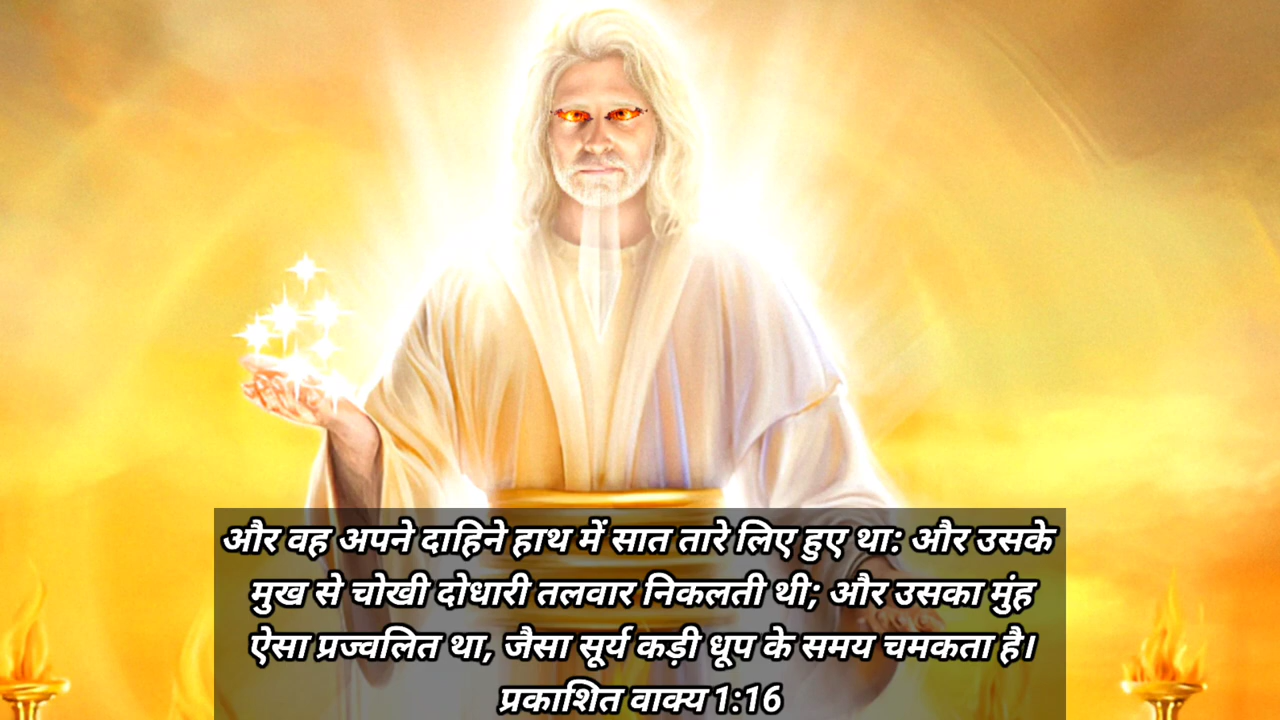 और वह अपने दाहिने हाथ में सात तारे लिए हुए था: और उसके
मुख से चोखी दोधारी तलवार निकलती थी; और उसका मुंह
ऐसा प्रज्वलित था, जैसा सूर्य कड़ी धूप के समय चमकता है।
प्रकाशित वाक्य 1:16